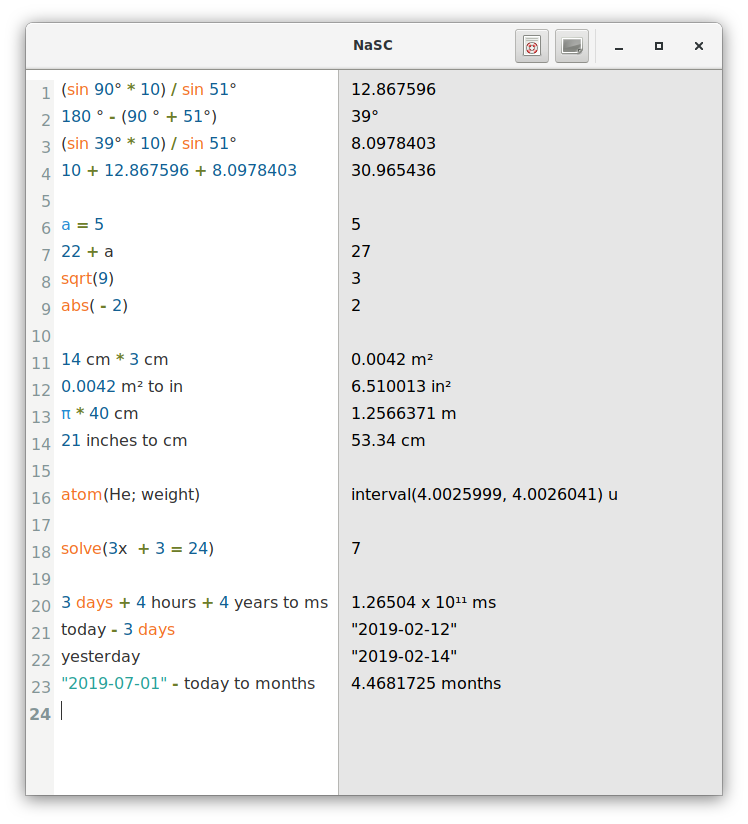 NaSC
1 (sin 90° * 10) / sin 51° 12.867596
2 180 ° - (90 ° + 51°) 39°
3 (sin 39° * 10) / sin 51° 8.0978403
4 10 + 12.867596 + 8.0978403 30.965436
5
6 a = 5 5
7 22 + a 27
8 sqrt(9) 3
9 abs( - 2) 2
10
11 14 cm * 3 cm 0.0042 m²
12 0.0042 m² to in 6.510013 in²
13 π * 40 cm 1.2566371 m
14 21 inches to cm 53.34 cm
15
16 atom(He; weight) interval(4.0025999, 4.0026041) u
17
18 solve(3x  + 3 = 24) 7
19
20 3 days + 4 hours + 4 years to ms 1.26504 x 10¹¹ ms
21 today - 3 days "2019-02-12"
22 yesterday "2019-02-14"
23 "2019-07-01" - today to months 4.4681725 months
24